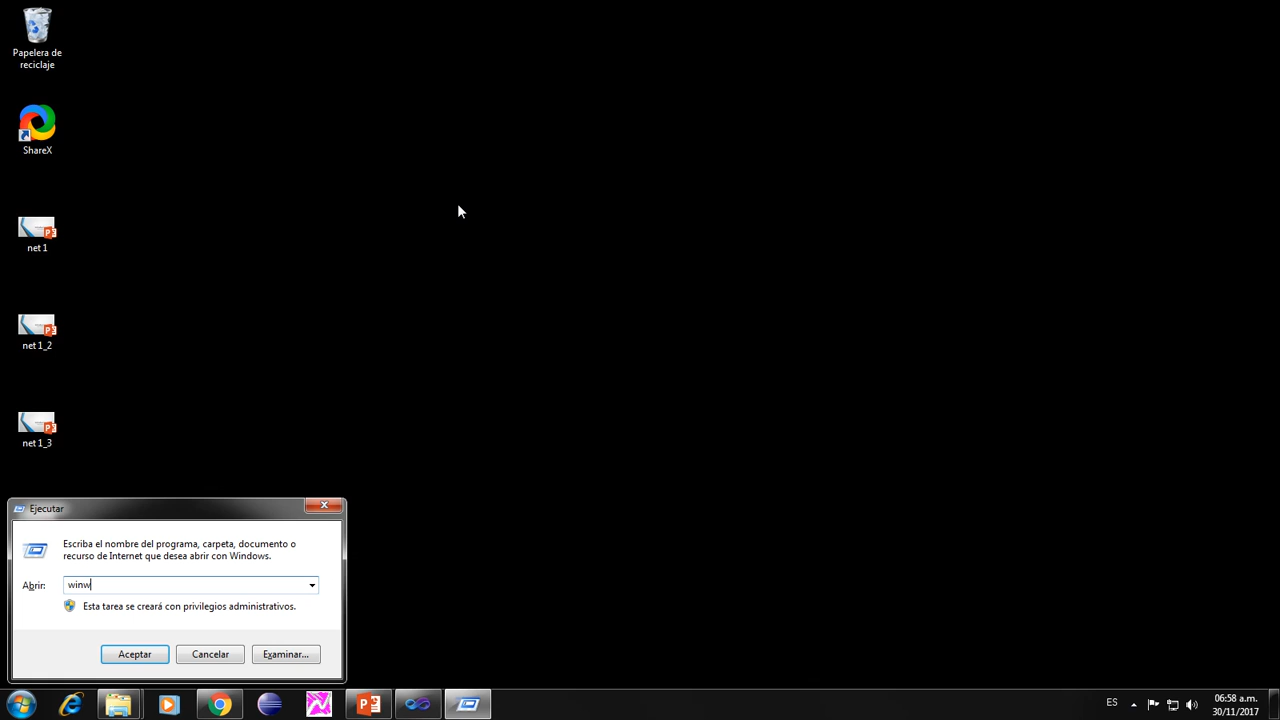 Papelera de
reciclaje
ShareX
net 1
net 1_2
net 1_3
Ejecutar
Escriba el nombre del programa, carpeta, documento o
recurso de Internet que desea abrir con Windows.
Abrir:
winw
Esta tarea se creará con privilegios administrativos.
Aceptar
Cancelar
Examinar...
ES
06:58 a.m.
30/11/2017